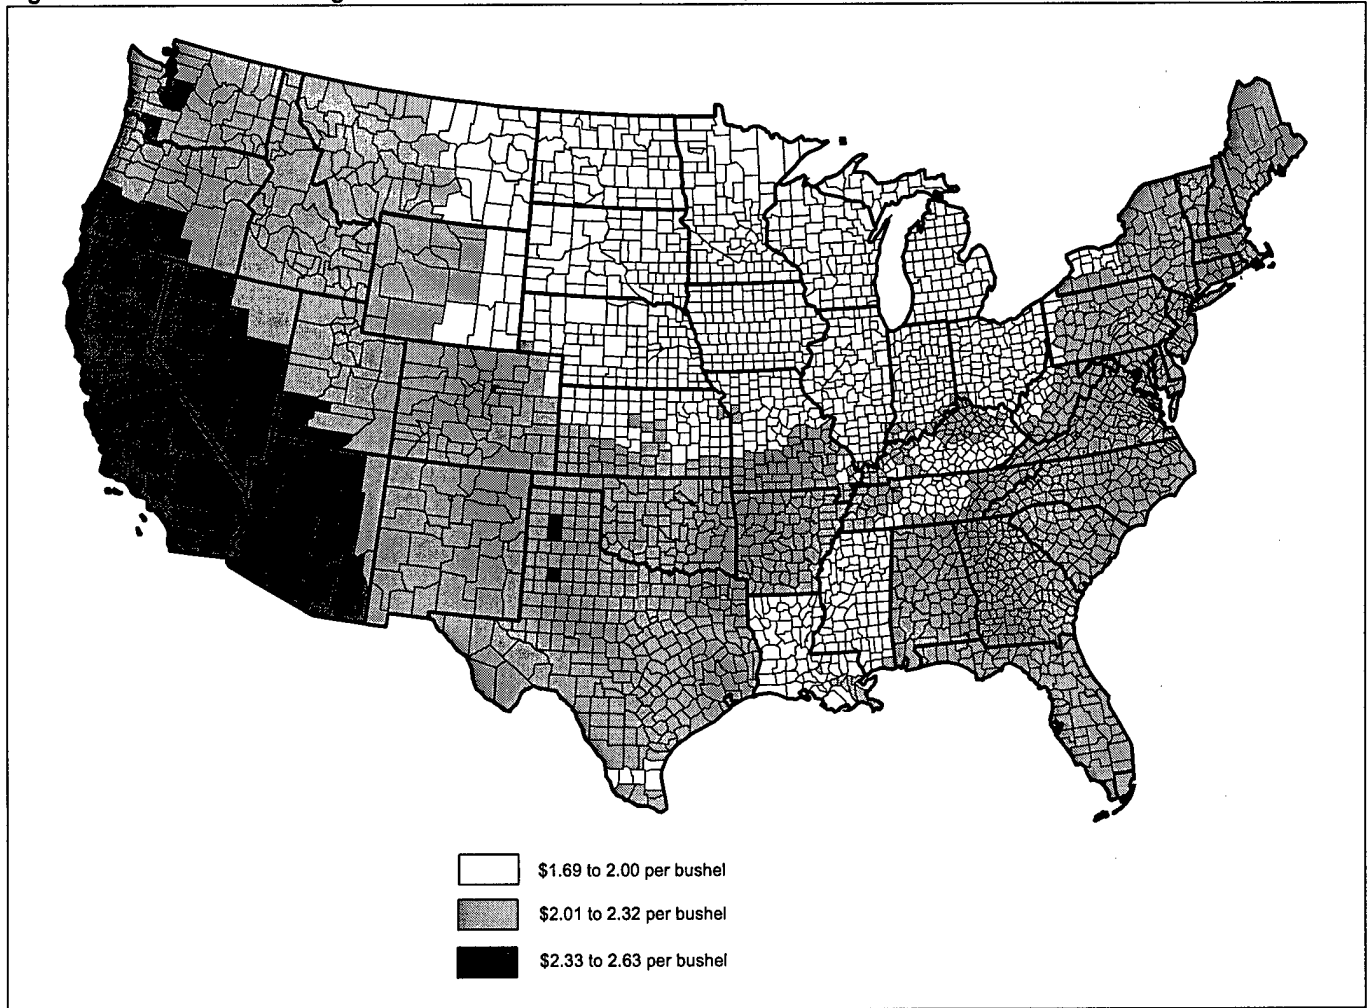 $1.69 to 2.00 per bushel
$2.01 to 2.32 per bushel
$2.33 to 2.63 per bushel